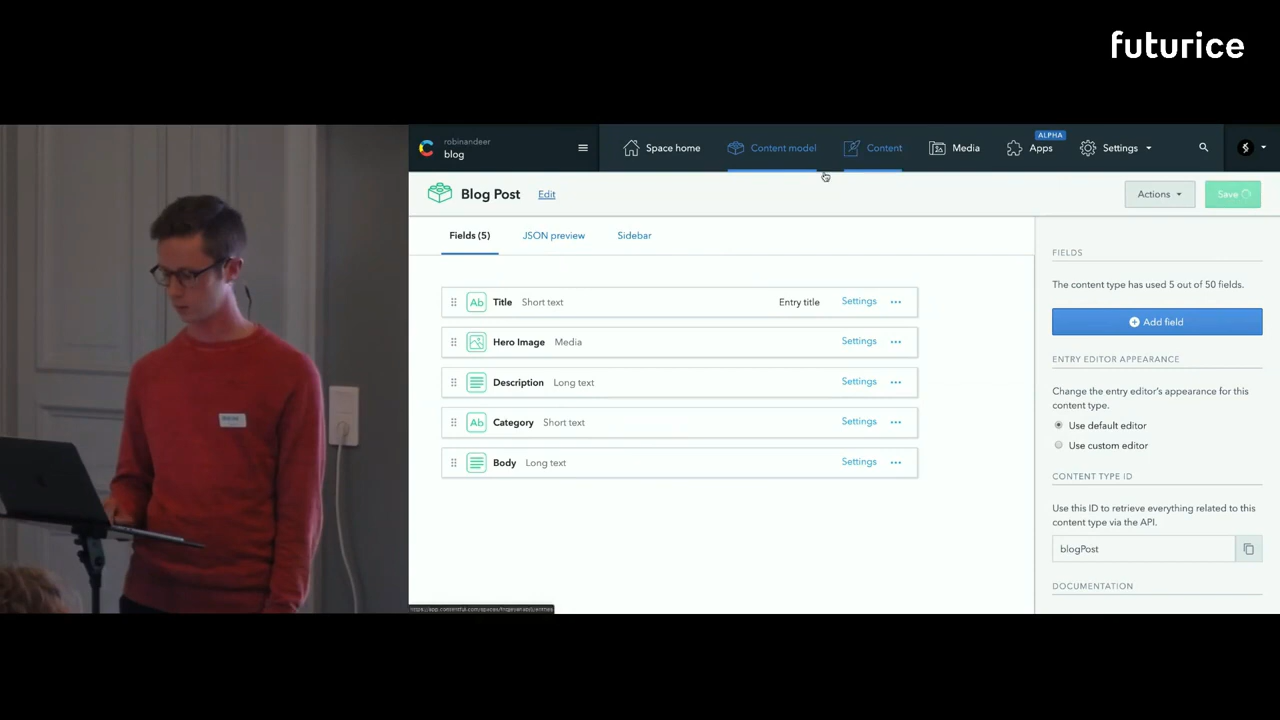 futurice
robinandeer
blog
Space home
Content model
Content
Media
ALPHA
Apps
Settings
Blog Post
Edit
Actions
Save
Fields (5)
JSON preview
Sidebar
Ab Title Short text Entry title Settings
Hero Image Media Settings
Description Long text Settings
Ab Category Short text Settings
Body Long text Settings
FIELDS
The content type has used 5 out of 50 fields.
Add field
ENTRY EDITOR APPEARANCE
Change the entry editor's appearance for this
content type.
Use default editor
Use custom editor
CONTENT TYPE ID
Use this ID to retrieve everything related to this
content type via the API.
blogPost
DOCUMENTATION